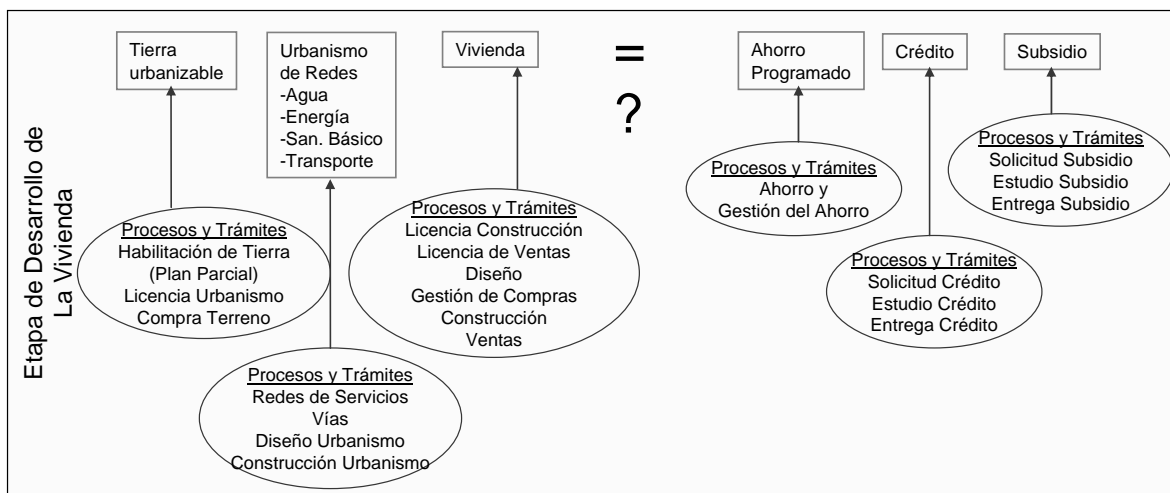 Etapa de Desarrollo de
La Vivienda
Tierra
urbanizable
Urbanismo
de Redes
-Agua
-Energía
-San. Básico
-Transporte
Vivienda
=
?
Ahorro
Programado
Crédito
Subsidio
Procesos y Trámites
Habilitación de Tierra
(Plan Parcial)
Licencia Urbanismo
Compra Terreno
Procesos y Trámites
Redes de Servicios
Vías
Diseño Urbanismo
Construcción Urbanismo
Procesos y Trámites
Licencia Construcción
Licencia de Ventas
Diseño
Gestión de Compras
Construcción
Ventas
Procesos y Trámites
Ahorro y
Gestión del Ahorro
Procesos y Trámites
Solicitud Crédito
Estudio Crédito
Entrega Crédito
Procesos y Trámites
Solicitud Subsidio
Estudio Subsidio
Entrega Subsidio